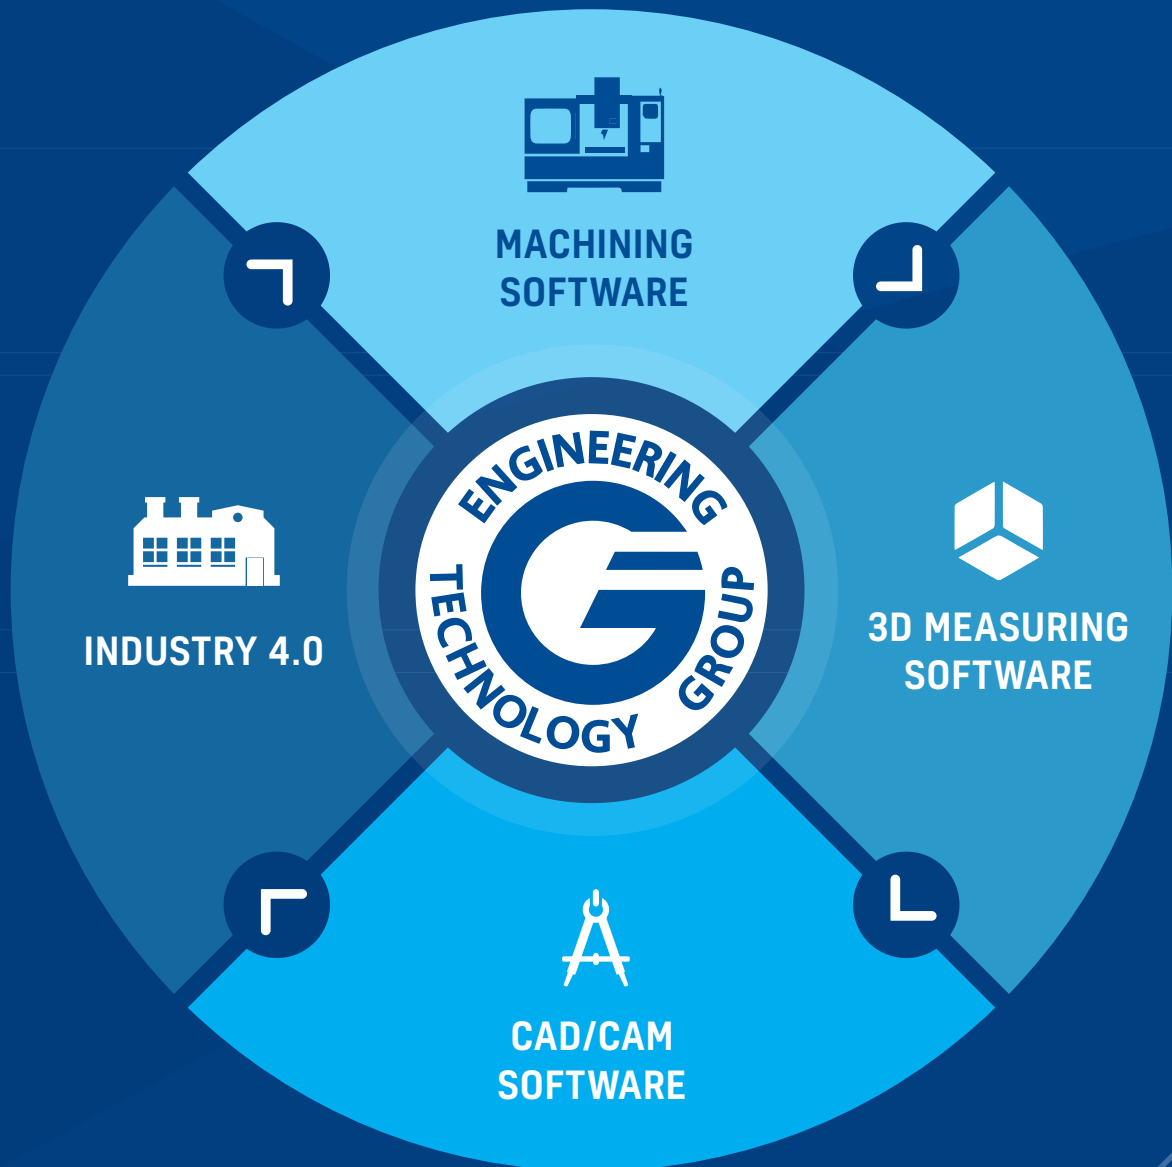 MACHINING
SOFTWARE
ENGINEERING
TECHNOLOGY
GROUP
INDUSTRY 4.0
3D MEASURING
SOFTWARE
CAD/CAM
SOFTWARE